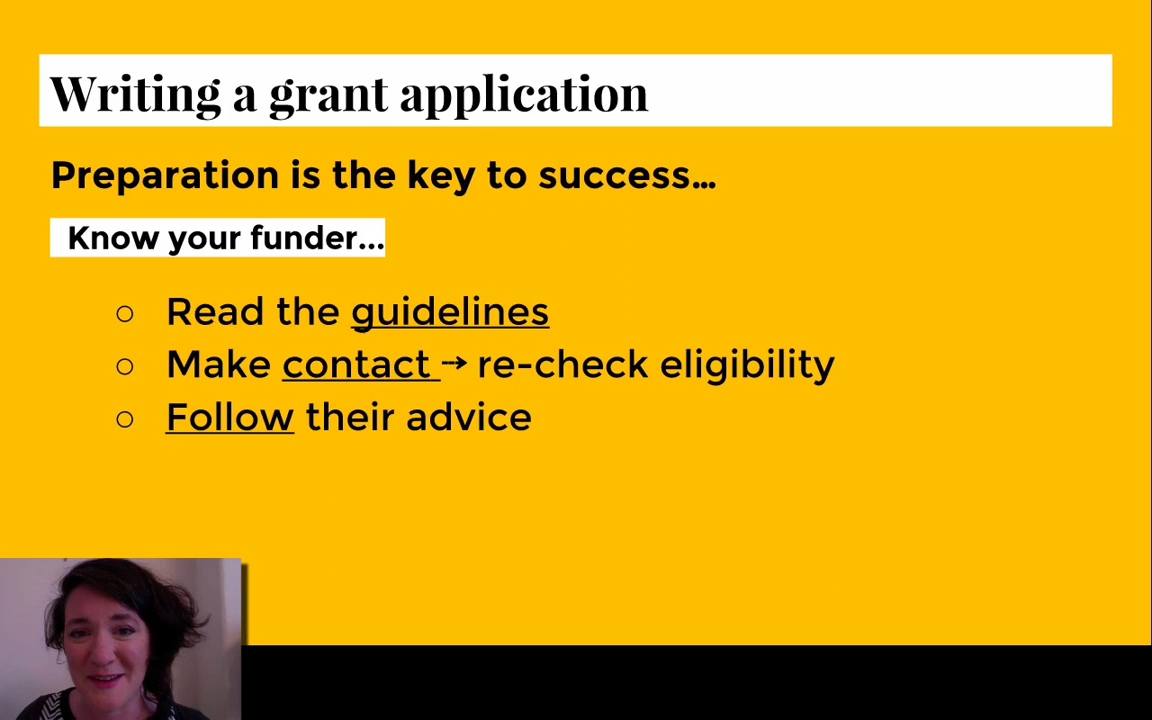 Writing a grant application
Preparation is the key to success...
Know your funder...
○ Read the guidelines
○ Make contact → re-check eligibility
○ Follow their advice